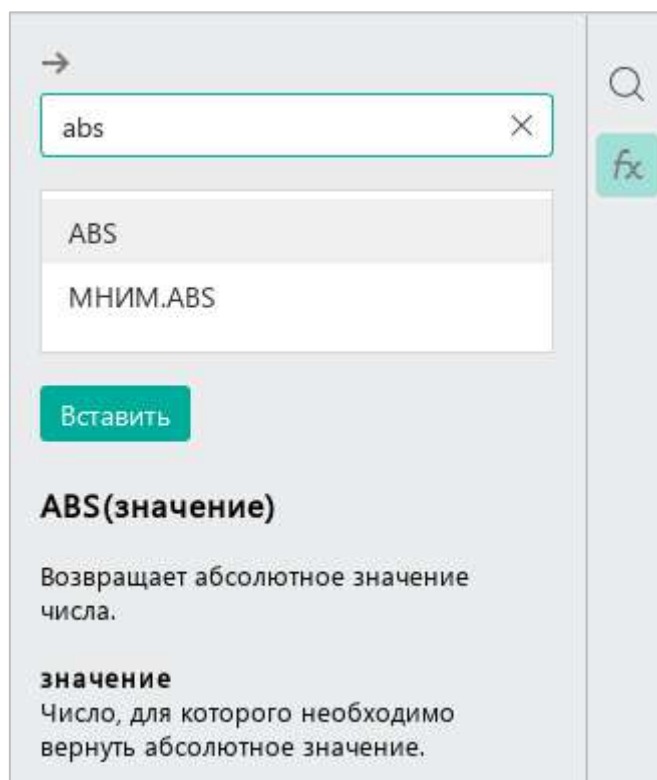 abs
fx
ABS
МНИМ.ABS
Вставить
ABS(значение)
Возвращает абсолютное значение
числа.
значение
Число, для которого необходимо
вернуть абсолютное значение.